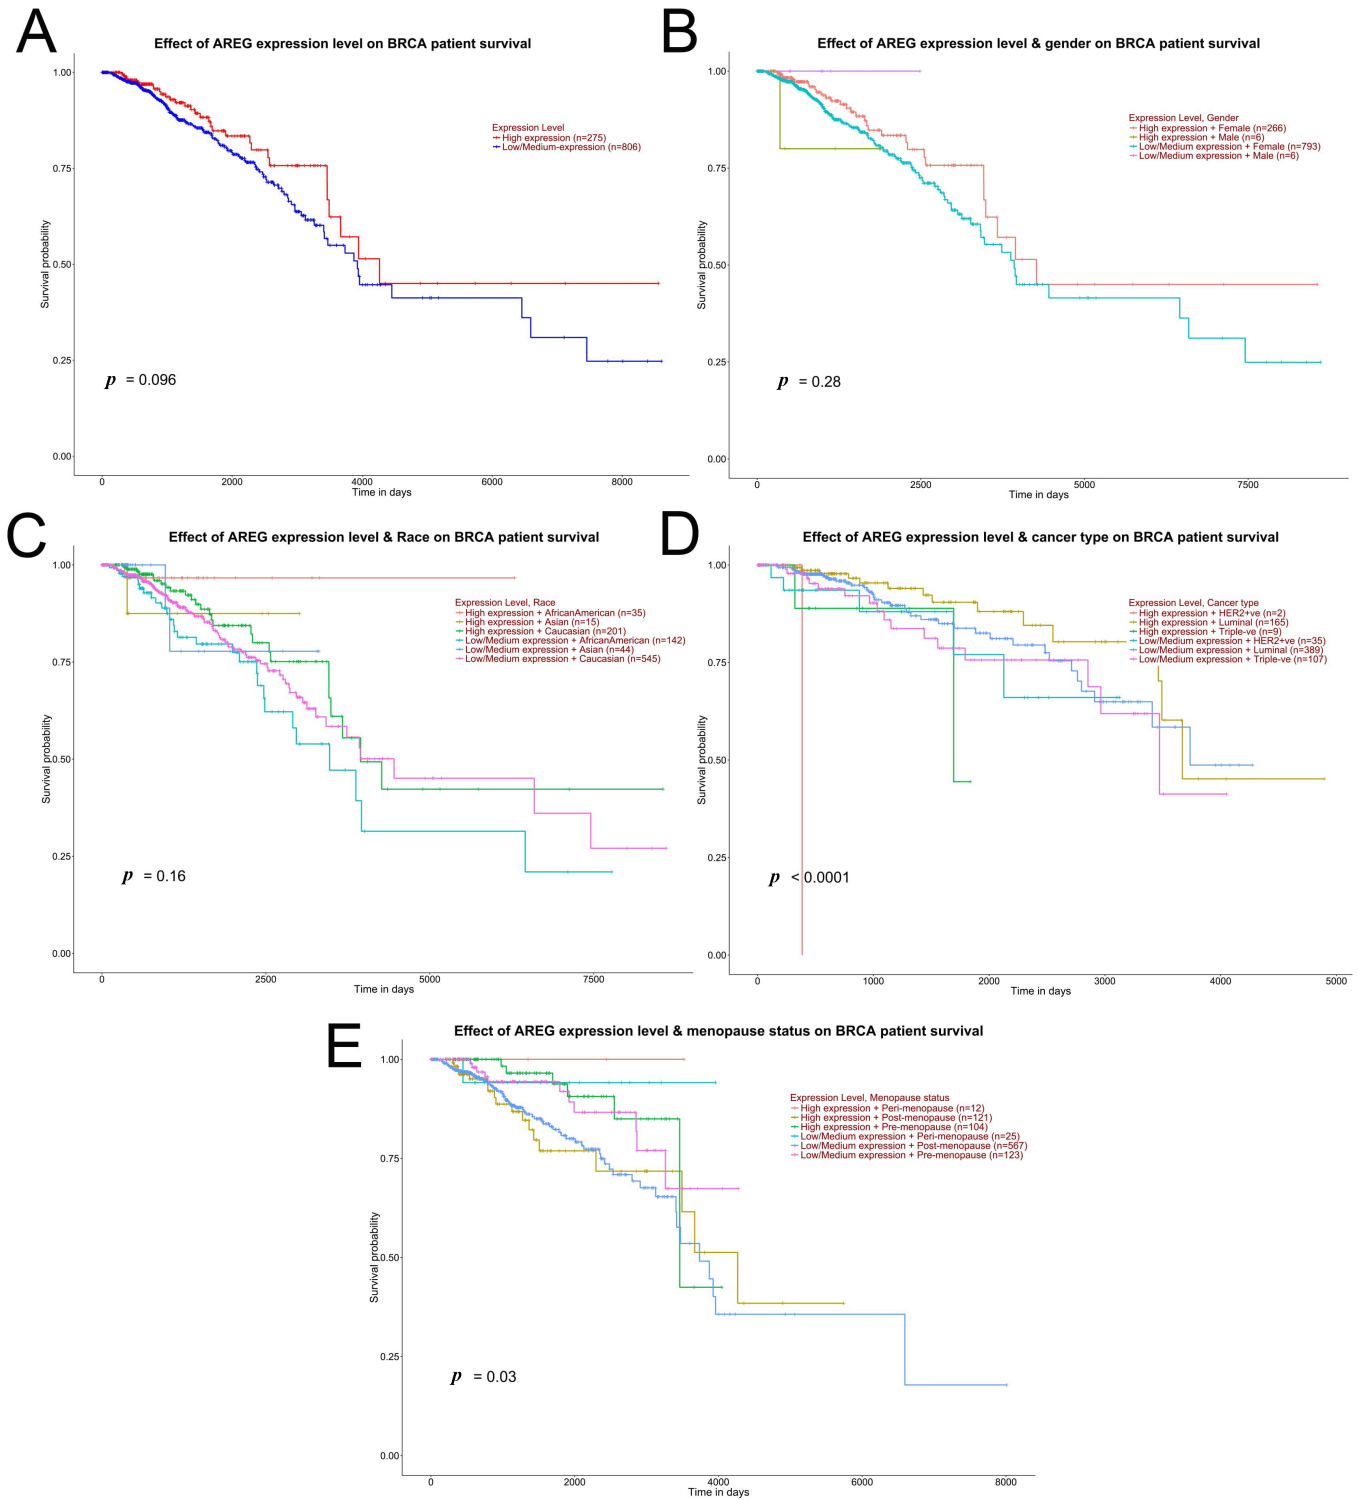 A
Effect of AREG expression level on BRCA patient survival
1.00
0.75
0.50
0.25
0.00
Survival probability
Expression Level
High expression (n=275)
Low/Medium-expression (n=806)
p = 0.096
0 2000 4000 6000 8000
Time in days
B
Effect of AREG expression level & gender on BRCA patient survival
1.00
0.75
0.50
0.25
0.00
Survival probability
Expression Level, Gender
High expression + Female (n=266)
High expression + Male (n=6)
Low/Medium expression + Female (n=793)
Low/Medium expression + Male (n=6)
p = 0.28
0 2500 5000 7500
Time in days
C
Effect of AREG expression level & Race on BRCA patient survival
1.00
0.75
0.50
0.25
0.00
Survival probability
Expression Level, Race
High expression + AfricanAmerican (n=35)
High expression + Asian (n=15)
High expression + Caucasian (n=201)
Low/Medium expression + AfricanAmerican (n=142)
Low/Medium expression + Asian (n=44)
Low/Medium expression + Caucasian (n=545)
p = 0.16
0 2500 5000 7500
Time in days
D
Effect of AREG expression level & cancer type on BRCA patient survival
1.00
0.75
0.50
0.25
0.00
Survival probability
Expression Level, Cancer type
High expression + HER2+ve (n=2)
High expression + Luminal (n=165)
High expression + Triple-ve (n=9)
Low/Medium expression + HER2+ve (n=35)
Low/Medium expression + Luminal (n=389)
Low/Medium expression + Triple-ve (n=107)
p < 0.0001
0 1000 2000 3000 4000 5000
Time in days
E
Effect of AREG expression level & menopause status on BRCA patient survival
1.00
0.75
0.50
0.25
0.00
Survival probability
Expression Level, Menopause status
High expression + Peri-menopause (n=12)
High expression + Post-menopause (n=121)
High expression + Pre-menopause (n=104)
Low/Medium expression + Peri-menopause (n=25)
Low/Medium expression + Post-menopause (n=567)
Low/Medium expression + Pre-menopause (n=123)
p = 0.03
0 2000 4000 6000 8000
Time in days